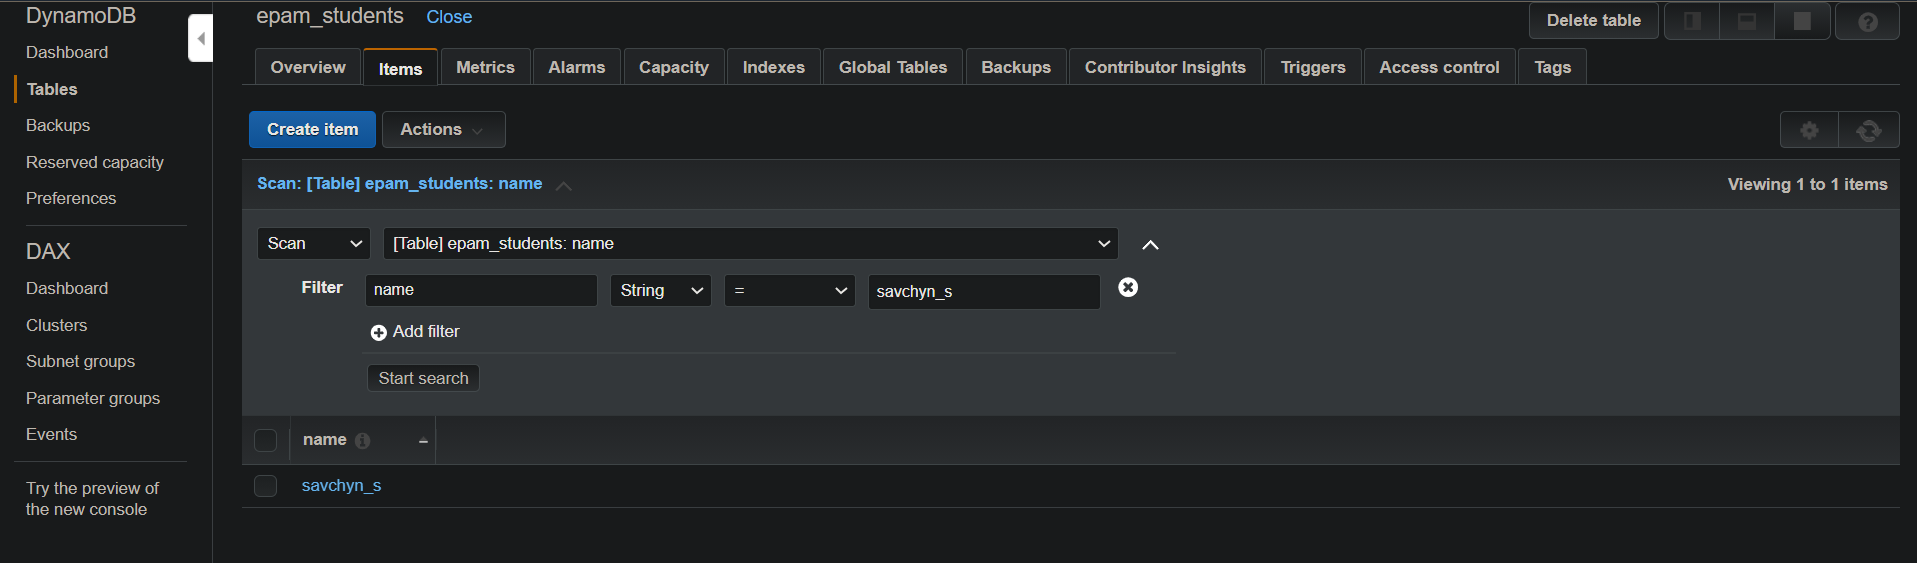 DynamoDB
Dashboard
Tables
Backups
Reserved capacity
Preferences
DAX
Dashboard
Clusters
Subnet groups
Parameter groups
Events
Try the preview of
the new console
epam_students Close
Delete table
Overview Items Metrics Alarms Capacity Indexes Global Tables Backups Contributor Insights Triggers Access control Tags
Create item Actions
Scan: [Table] epam_students: name
Viewing 1 to 1 items
Scan [Table] epam_students: name
Filter name String = savchyn_s
Add filter
Start search
name
savchyn_s